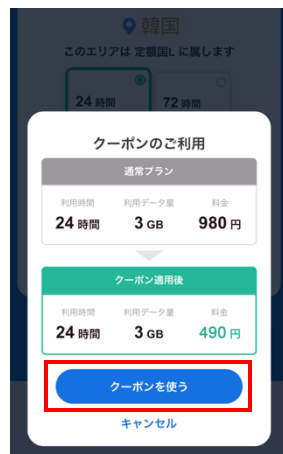 韓国
このエリアは 定額国L に属します
24 時間 72 時間
クーポンのご利用
通常プラン
利用時間 利用データ量 料金
24 時間 3 GB 980 円
クーポン適用後
利用時間 利用データ量 料金
24 時間 3 GB 490 円
クーポンを使う
キャンセル